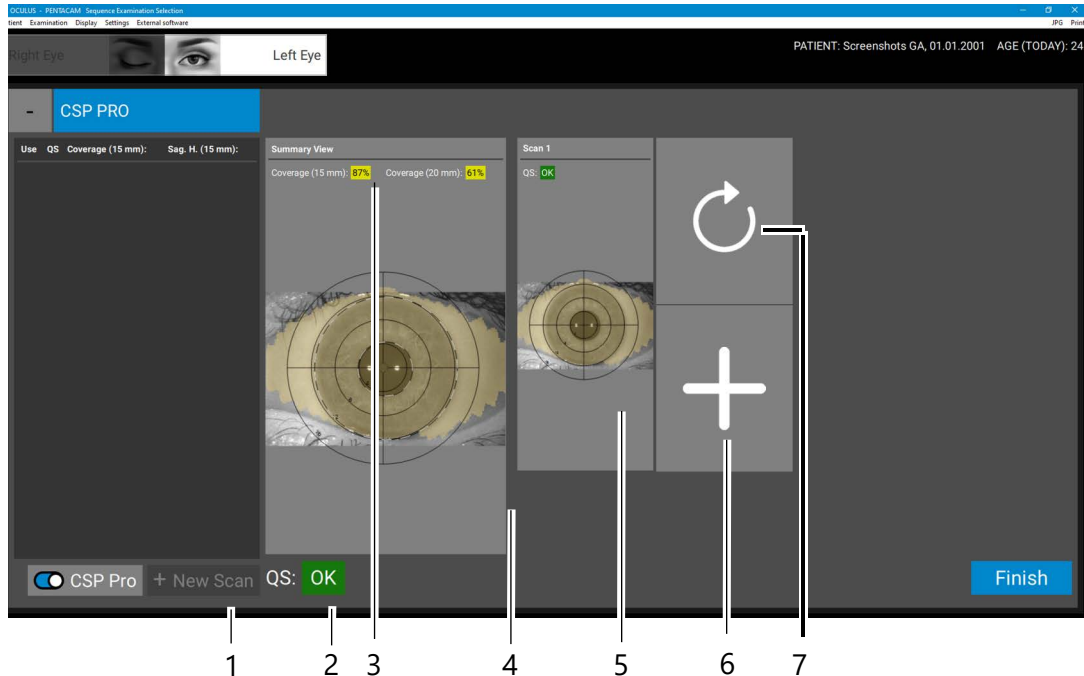 OCULUS - PENTACAM Sequence Examination Selection
tient Examination Display Settings External software JPG Print
Right Eye Left Eye PATIENT: Screenshots GA, 01.01.2001 AGE (TODAY): 24
- CSP PRO
Use QS Coverage (15 mm): Sag. H. (15 mm): Summary View Scan 1
Coverage (15 mm): 87% Coverage (20 mm): 61% QS: OK
CSP Pro + New Scan QS: OK Finish
1 2 3 4 5 6 7